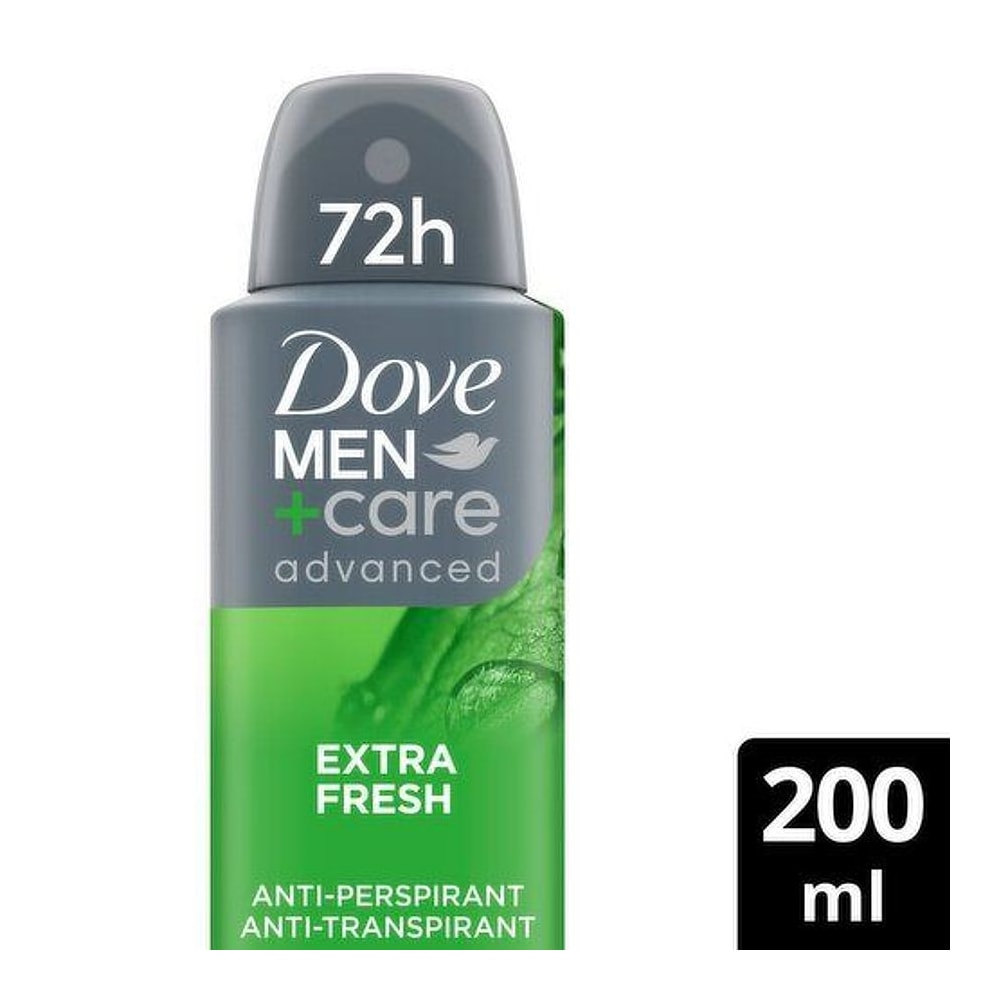 72h
Dove
MEN
+care
advanced
EXTRA
FRESH
ANTI-PERSPIRANT
ANTI-TRANSPIRANT
200
ml